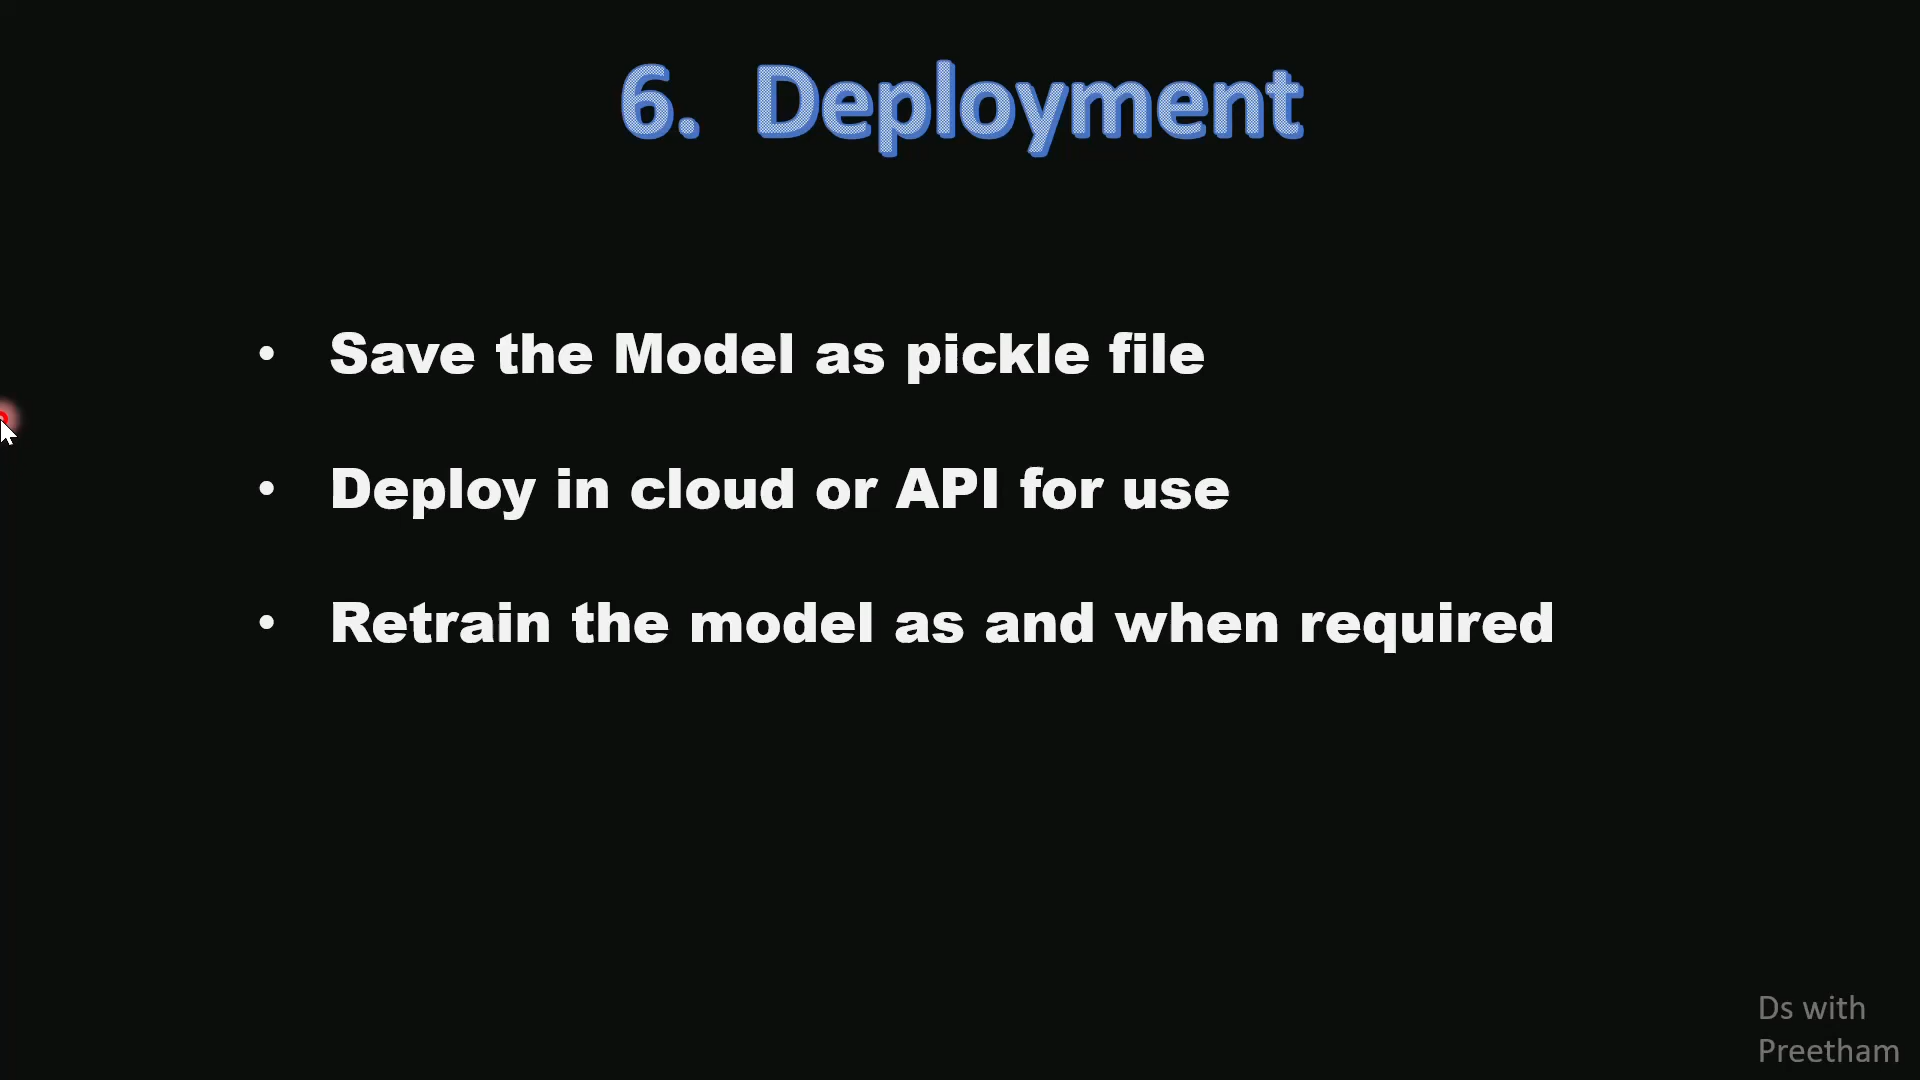 6. Deployment
• Save the Model as pickle file
• Deploy in cloud or API for use
• Retrain the model as and when required
Ds with
Preetham